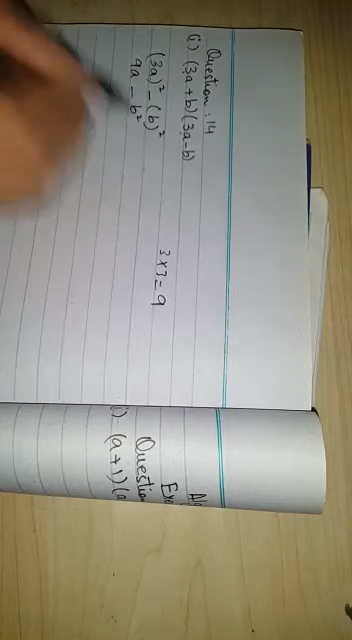 Question :14
(i) (3a+b)(3a-b)
(3a)² - (b)²
9a - b²
3×3=9
Question
(a+1)(